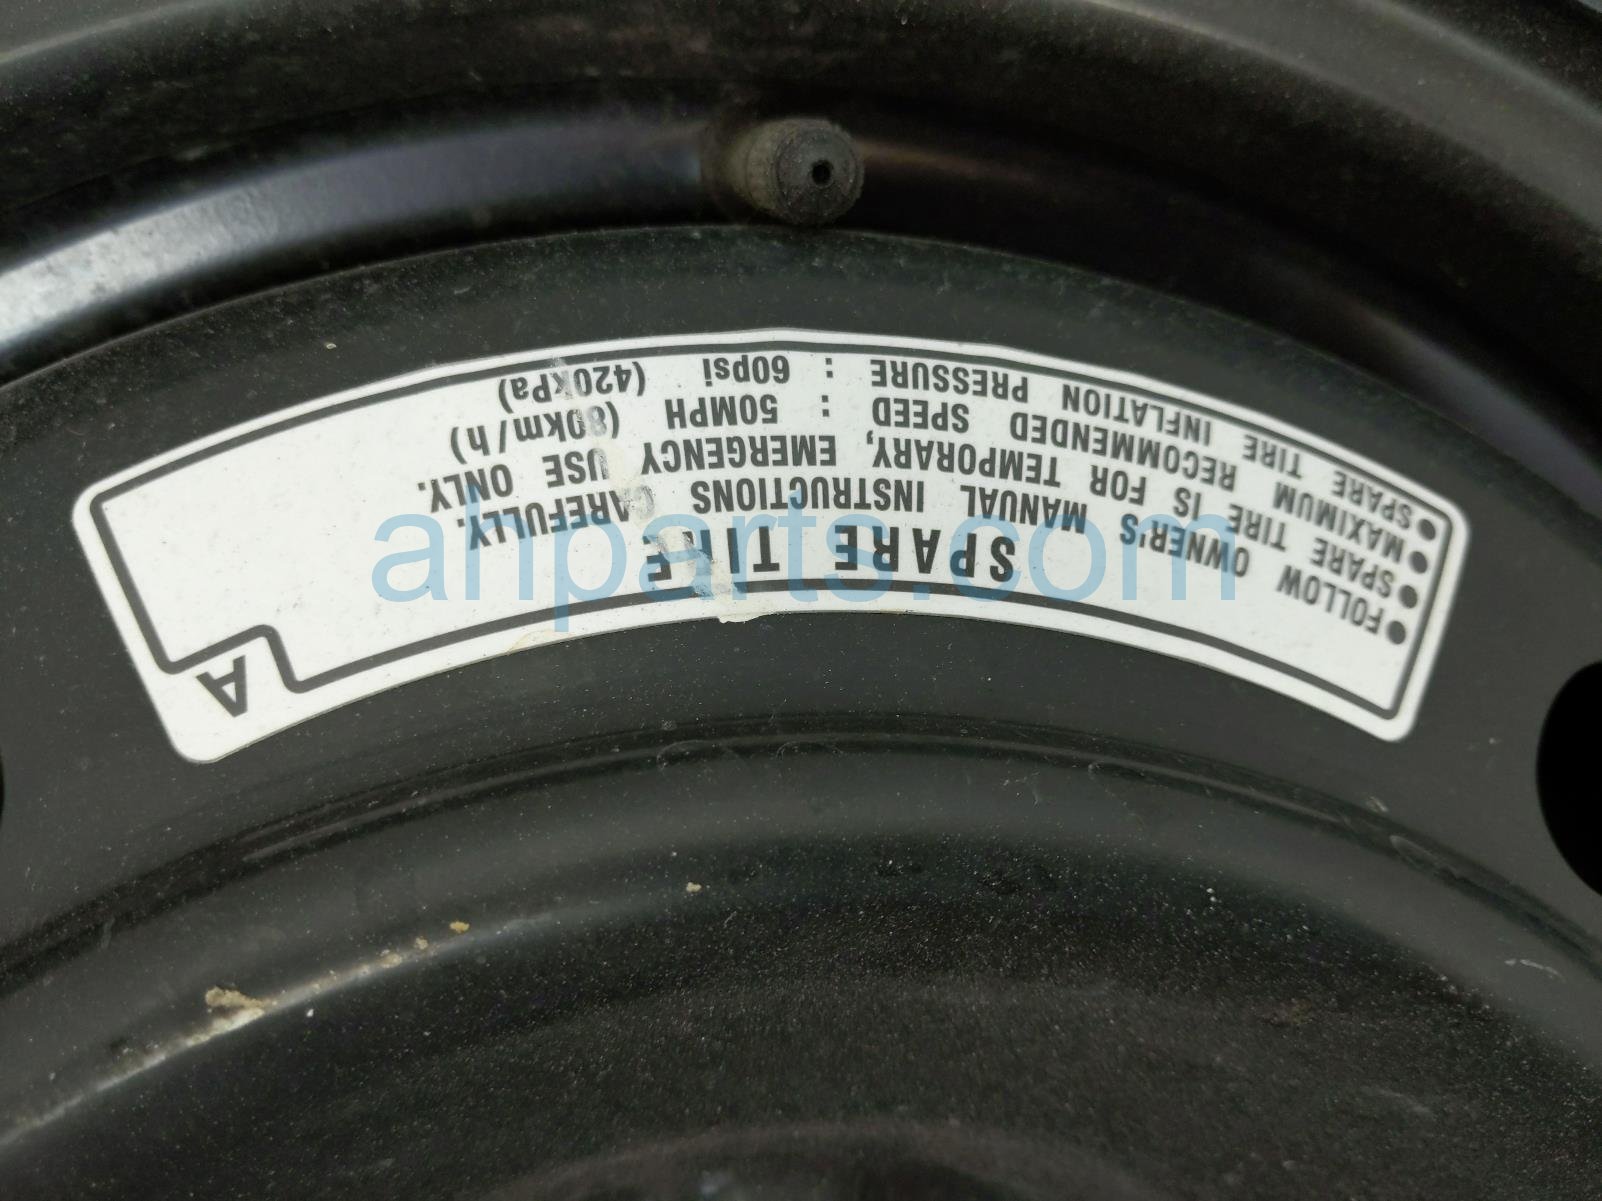 SPARE TIRE
● FOLLOW OWNER'S MANUAL INSTRUCTIONS CAREFULLY.
● SPARE TIRE IS FOR TEMPORARY, EMERGENCY USE ONLY.
● MAXIMUM RECOMMENDED SPEED : 50MPH (80km/h)
● SPARE TIRE INFLATION PRESSURE : 60psi (420kPa)
A
ahparts.com